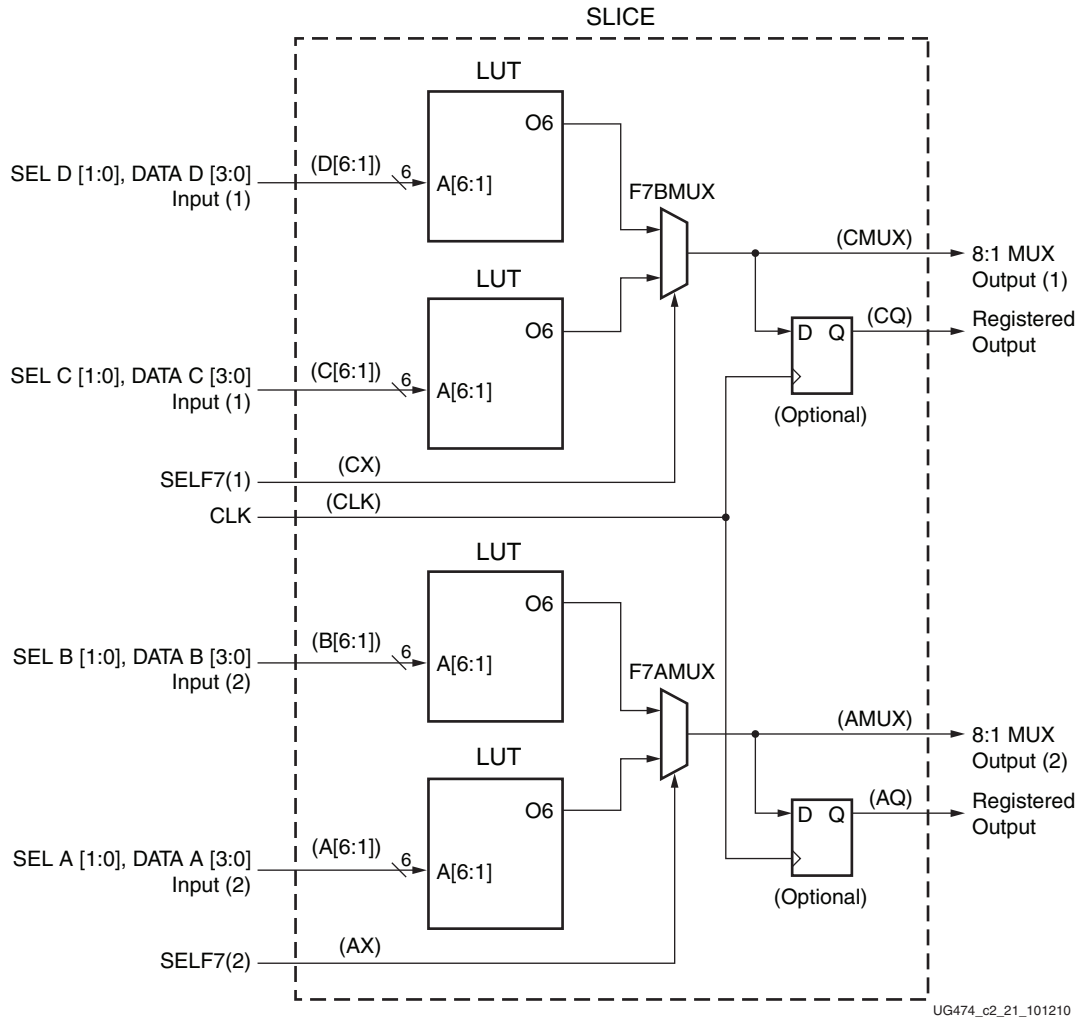 SLICE
LUT
O6
SEL D [1:0], DATA D [3:0]
Input (1)
(D[6:1])
6
A[6:1]
F7BMUX
(CMUX)
8:1 MUX
Output (1)
LUT
O6
(CQ)
Registered
Output
D Q
SEL C [1:0], DATA C [3:0]
Input (1)
(C[6:1])
6
A[6:1]
(Optional)
SELF7(1)
(CX)
CLK
(CLK)
LUT
O6
SEL B [1:0], DATA B [3:0]
Input (2)
(B[6:1])
6
A[6:1]
F7AMUX
(AMUX)
8:1 MUX
Output (2)
LUT
O6
(AQ)
Registered
Output
D Q
SEL A [1:0], DATA A [3:0]
Input (2)
(A[6:1])
6
A[6:1]
(Optional)
SELF7(2)
(AX)
UG474_c2_21_101210